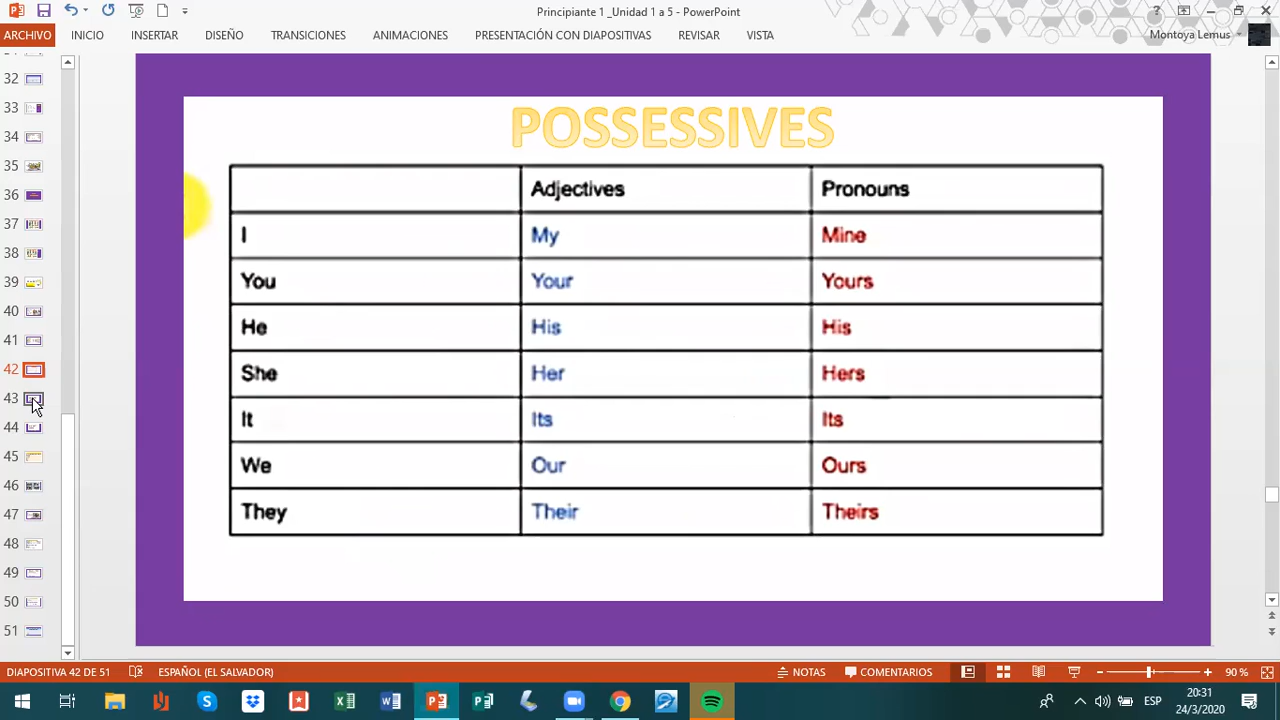 Principiante 1 _Unidad 1 a 5 - PowerPoint
ARCHIVO INICIO INSERTAR DISEÑO TRANSICIONES ANIMACIONES PRESENTACIÓN CON DIAPOSITIVAS REVISAR VISTA Montoya Lemus
32
33
34
35
36
37
38
39
40
41
42
43
44
45
46
47
48
49
50
51
POSSESSIVES
Adjectives Pronouns
I My Mine
You Your Yours
He His His
She Her Hers
It Its Its
We Our Ours
They Their Theirs
DIAPOSITIVA 42 DE 51 ESPAÑOL (EL SALVADOR) NOTAS COMENTARIOS 90 %
ESP 20:31
24/3/2020